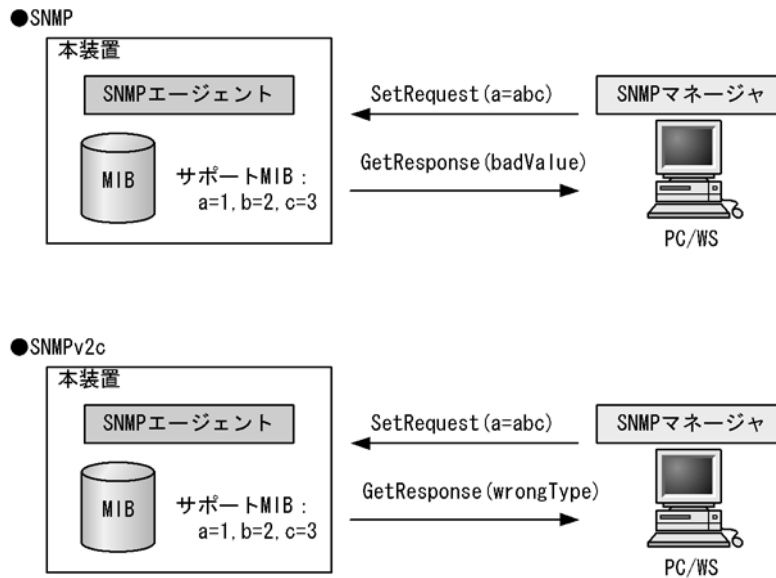 ●SNMP
本装置
SNMPエージェント
SetRequest(a=abc)
SNMPマネージャ
GetResponse(badValue)
MIB
サポートMIB：
a=1,b=2,c=3
PC/WS
●SNMPv2c
本装置
SNMPエージェント
SetRequest(a=abc)
SNMPマネージャ
GetResponse(wrongType)
MIB
サポートMIB：
a=1,b=2,c=3
PC/WS